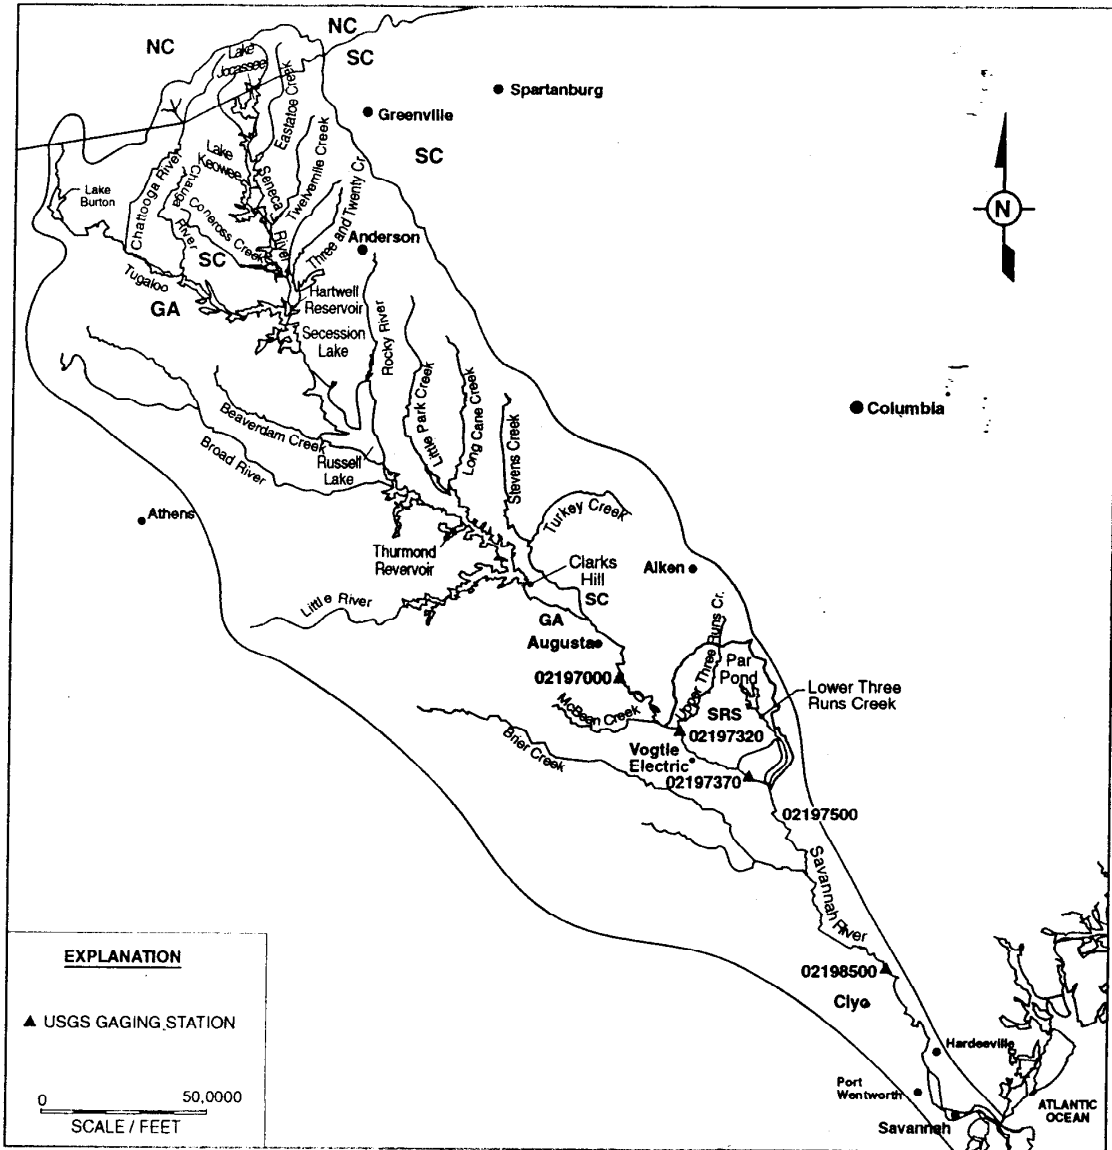 NC
NC
SC
Lake
Jocassee
Eastatoe Creek
Spartanburg
Greenville
SC
Lake
Keowee
Seneca
River
Twelvemile Creek
Three and Twenty Cr.
Chattooga River
Chauga
River
Coneross Creek
Lake
Burton
SC
Anderson
Tugaloo
GA
Hartwell
Reservoir
Secession
Lake
Rocky River
Little Park Creek
Long Cane Creek
Stevens Creek
N
Columbia
Beaverdam Creek
Broad River
Russell
Lake
Athens
Turkey Creek
Thurmond
Reservoir
Clarks
Hill
Aiken
SC
Little River
GA
Augusta
Upper Three Runs Cr.
Par
Pond
02197000
Lower Three
Runs Creek
McBean Creek
SRS
02197320
Brier Creek
Vogtle
Electric
02197370
02197500
Savannah River
02198500
Clyo
Hardeeville
Port
Wentworth
Savannah
ATLANTIC
OCEAN
EXPLANATION
▲ USGS GAGING STATION
0 50,0000
SCALE / FEET